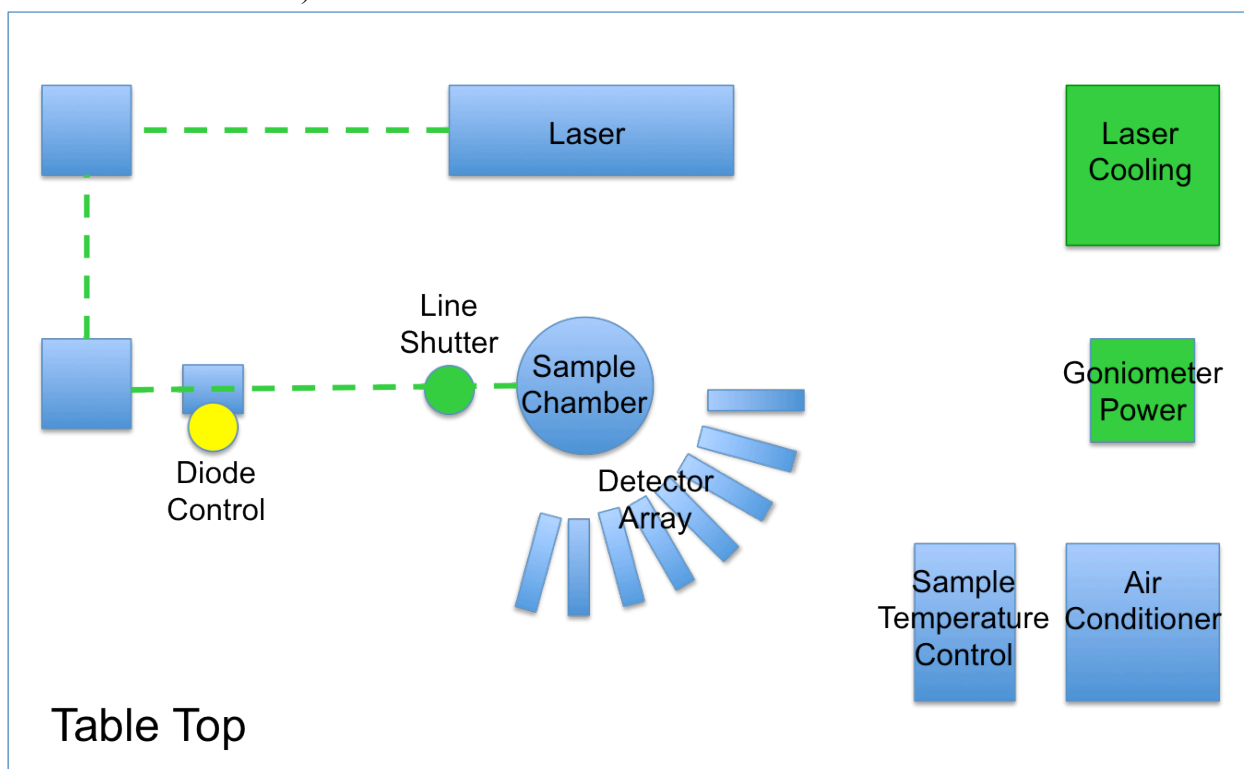 Laser
Laser
Cooling
Line
Shutter
Sample
Chamber
Goniometer
Power
Diode
Control
Detector
Array
Sample
Temperature
Control
Air
Conditioner
Table Top